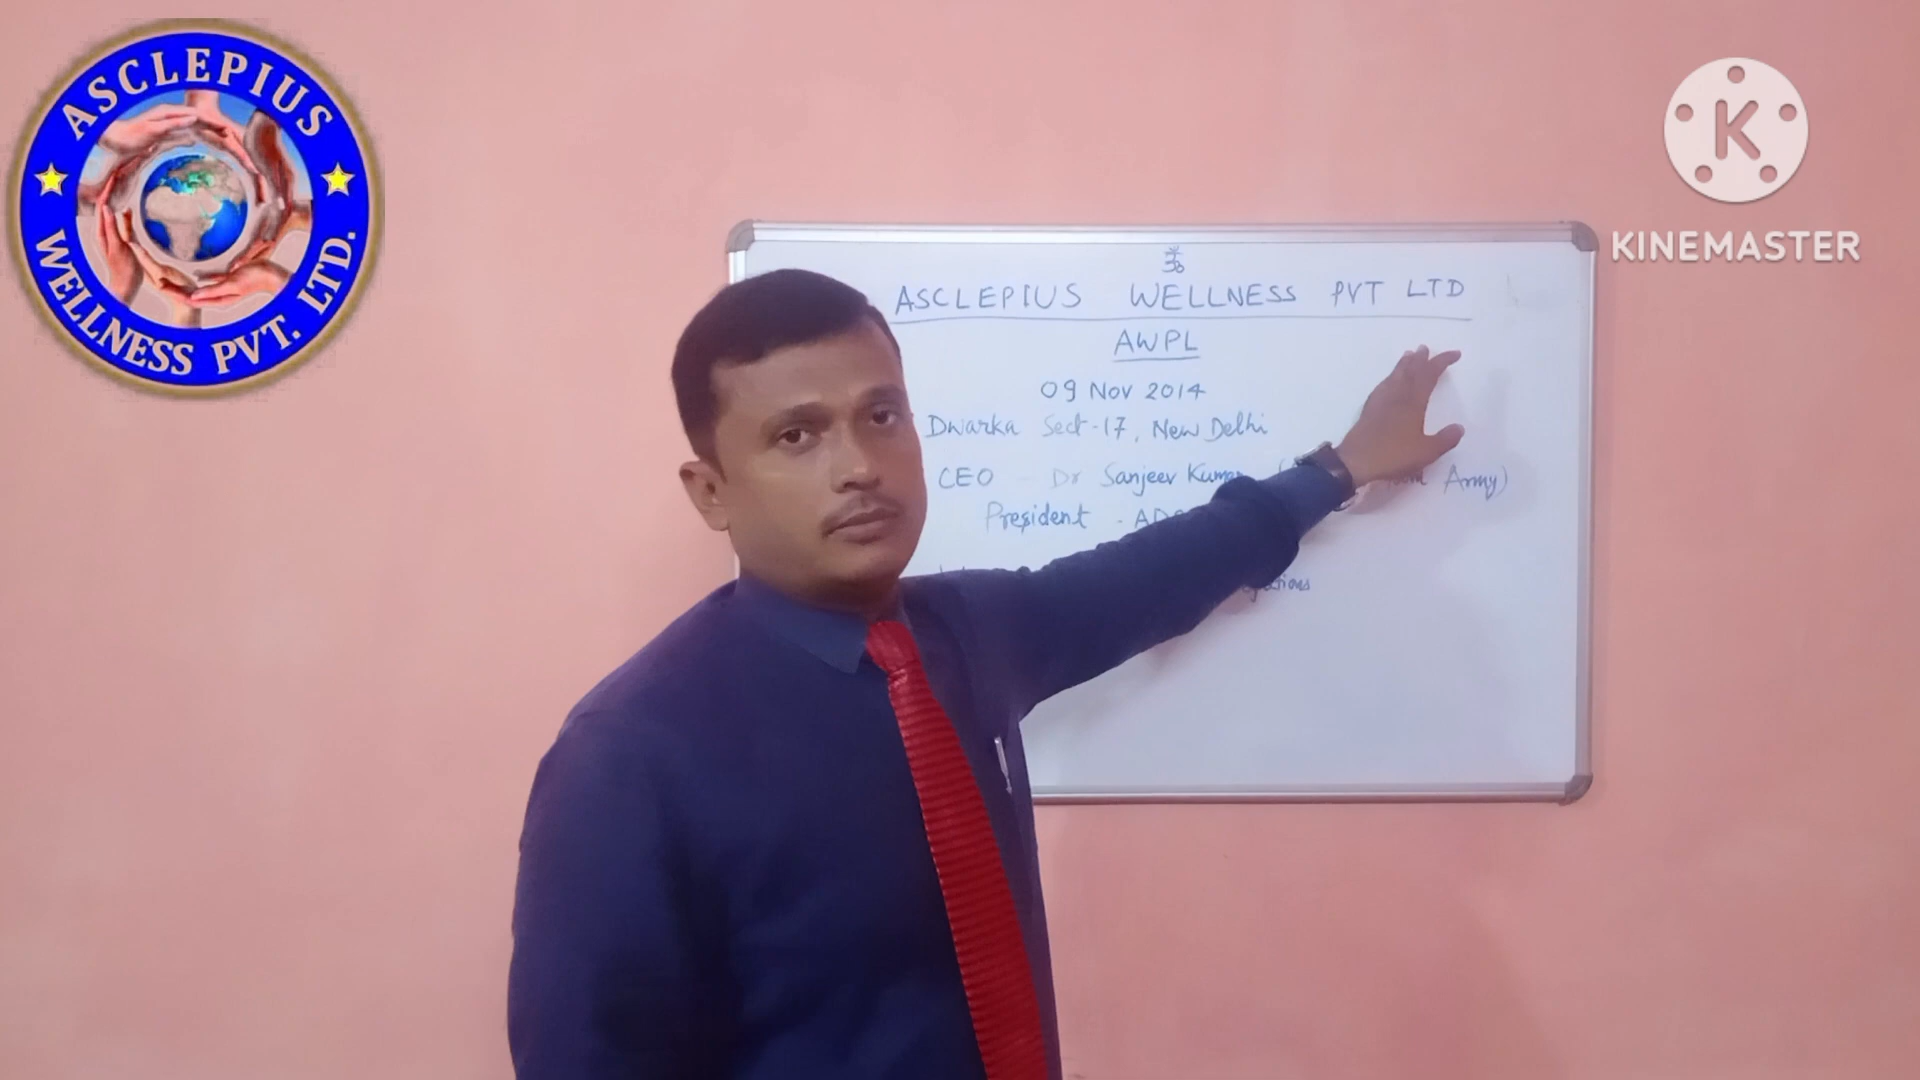 ASCLEPIUS
WELLNESS PVT. LTD.
K
KINEMASTER
ॐ
ASCLEPIUS WELLNESS PVT LTD
AWPL
09 Nov 2014
Dwarka Sect-17, New Delhi
CEO - Dr Sanjeev Kumar ( Army)
President -